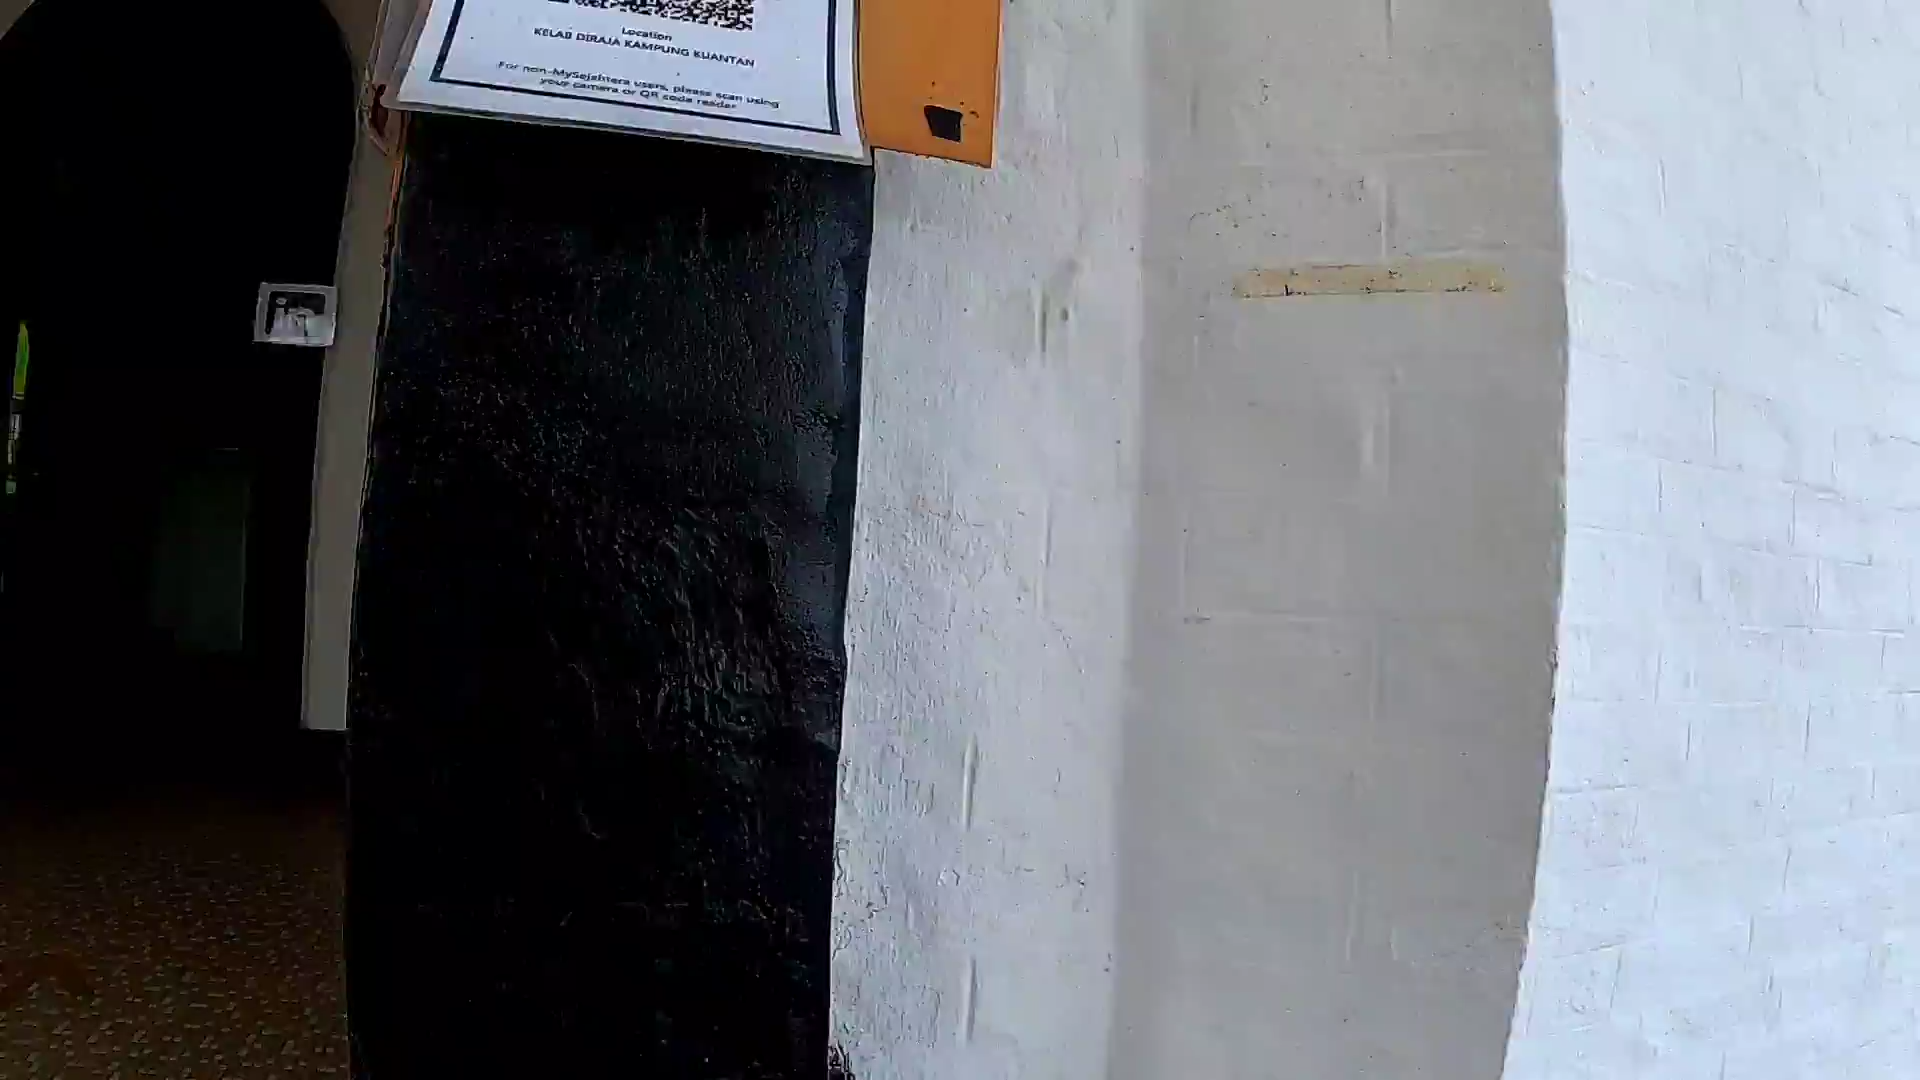 Location
KELAB DIRAJA KAMPUNG KUANTAN
For non-MySejahtera users, please scan using
your camera or QR code reader
in